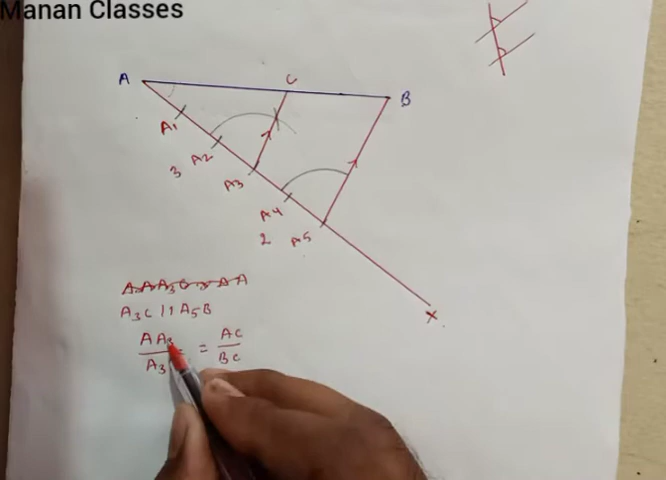 Manan Classes
A C B
A1
A2
3
A3
A4
2 A5
X
A3C || A5B
AA3 = AC
A3 BC